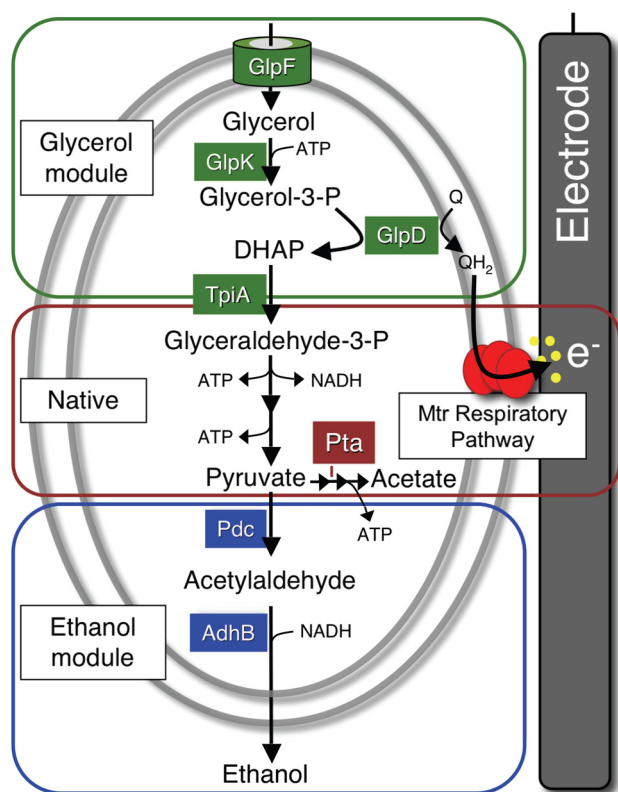 GlpF
Glycerol
module
Glycerol
GlpK
ATP
Glycerol-3-P
Q
GlpD
DHAP
QH2
TpiA
Electrode
Glyceraldehyde-3-P
ATP
NADH
e-
Native
Mtr Respiratory
Pathway
ATP
Pta
Pyruvate
Acetate
Pdc
ATP
Acetylaldehyde
Ethanol
module
AdhB
NADH
Ethanol